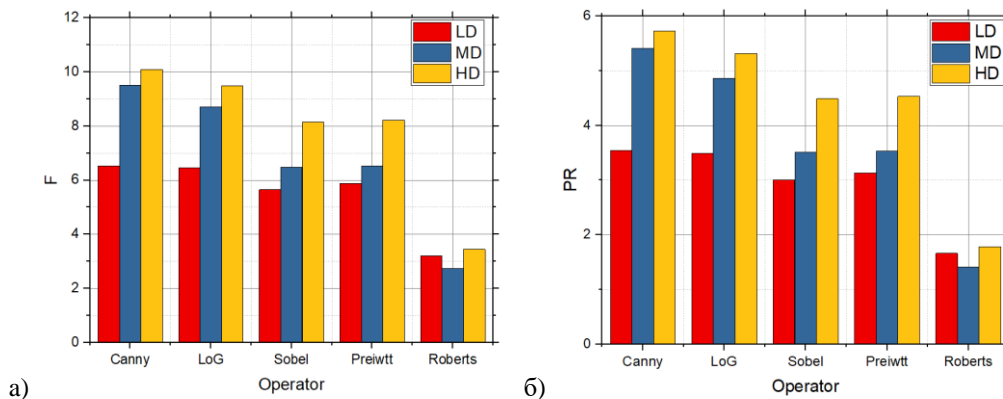 12
10
8
6
4
2
0
F
LD
MD
HD
Canny LoG Sobel Preiwtt Roberts
Operator
а)
6
4
2
0
PR
LD
MD
HD
Canny LoG Sobel Preiwtt Roberts
Operator
б)